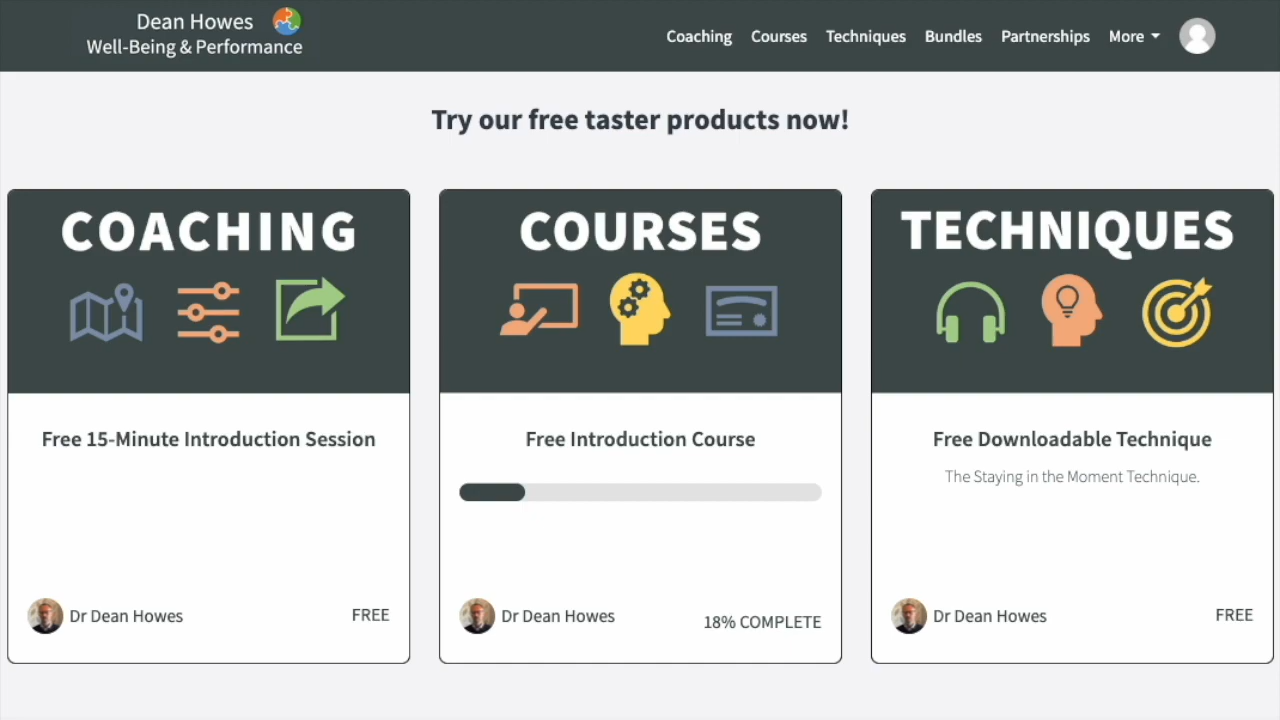 Dean Howes
Well-Being & Performance
Coaching
Courses
Techniques
Bundles
Partnerships
More
Try our free taster products now!
COACHING
Free 15-Minute Introduction Session
Dr Dean Howes
FREE
COURSES
Free Introduction Course
Dr Dean Howes
18% COMPLETE
TECHNIQUES
Free Downloadable Technique
The Staying in the Moment Technique.
Dr Dean Howes
FREE